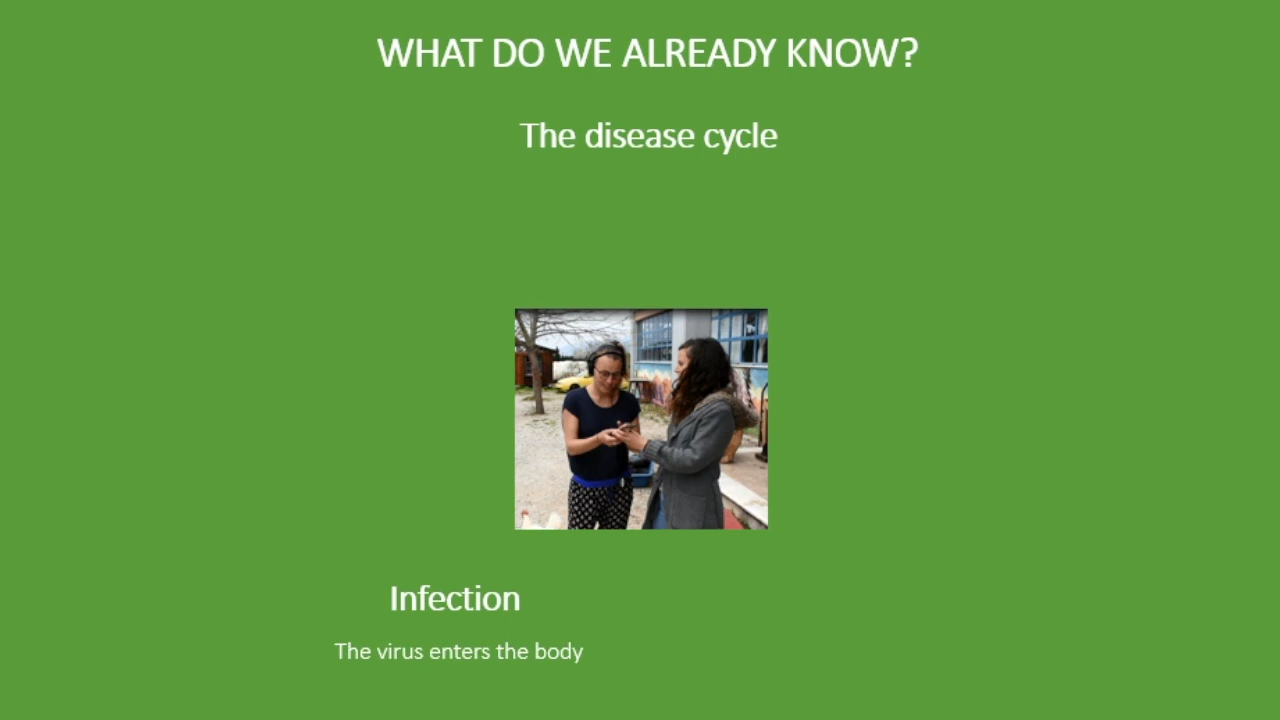 WHAT DO WE ALREADY KNOW?
The disease cycle
Infection
The virus enters the body